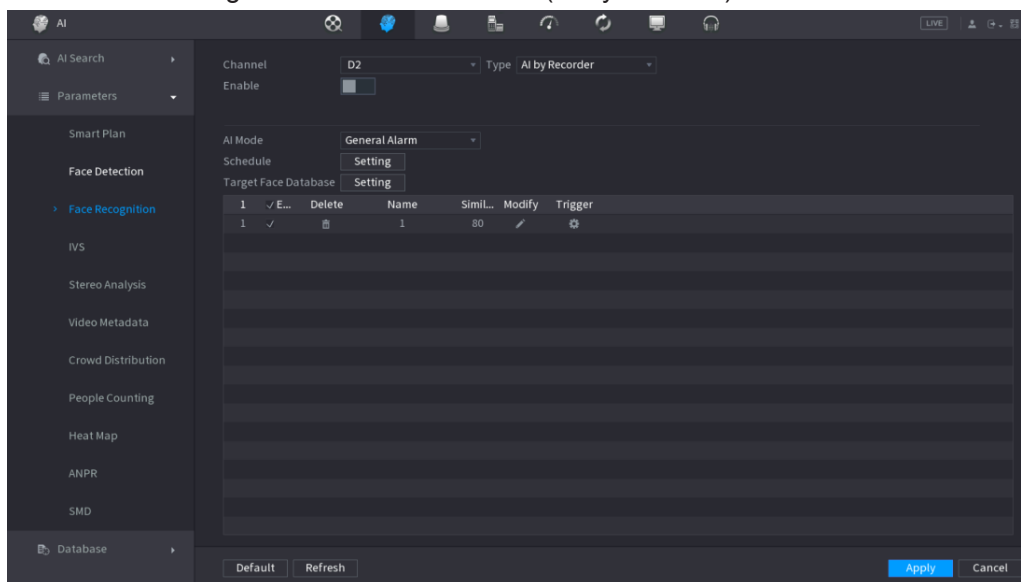 AI LIVE
AI Search
Parameters
Smart Plan
Face Detection
Face Recognition
IVS
Stereo Analysis
Video Metadata
Crowd Distribution
People Counting
Heat Map
ANPR
SMD
Database
Channel D2 Type AI by Recorder
Enable
AI Mode General Alarm
Schedule Setting
Target Face Database Setting
1 E... Delete Name Simil... Modify Trigger
1 1 80
Default Refresh Apply Cancel